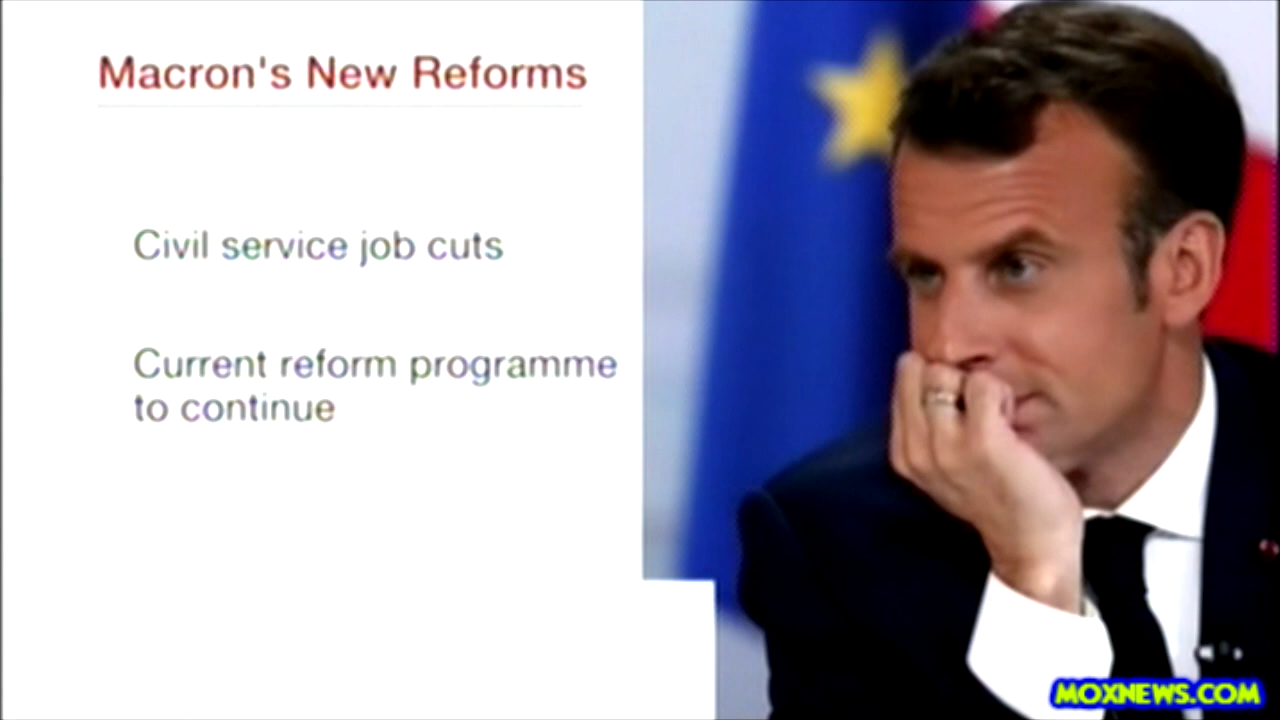 Macron's New Reforms
Civil service job cuts
Current reform programme
to continue
MOXNEWS.COM